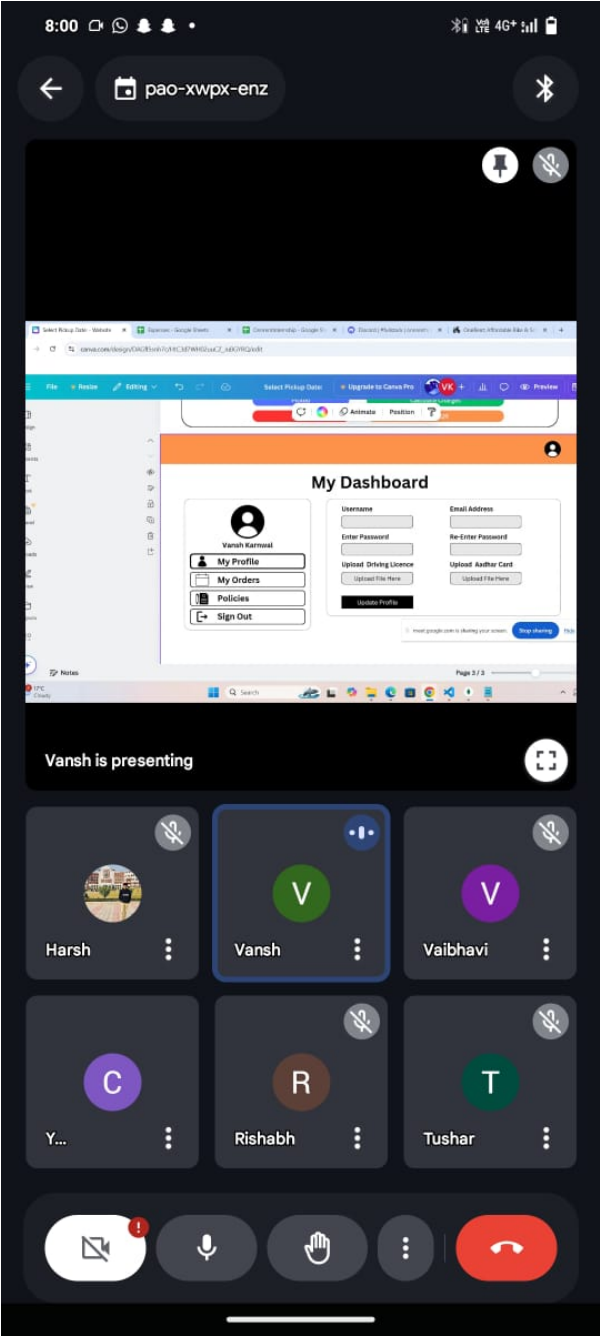 8:00
VoLTE 4G+
pao-xwpx-enz
Select Pickup Date - Website
Expenses - Google Sheets
File Resize Editing Select Pickup Date Upgrade to Canva Pro VK + Preview
Animate Position
My Dashboard
Vansh Karnwal
My Profile
My Orders
Policies
Sign Out
Username Email Address
Enter Password Re-Enter Password
Upload Driving Licence Upload Aadhar Card
Upload File Here Upload File Here
Update Profile
meet.google.com is sharing your screen. Stop sharing Hide
Notes Page 3 / 3
17°C
Cloudy
Search
Vansh is presenting
Harsh
V
Vansh
V
Vaibhavi
C
Y...
R
Rishabh
T
Tushar